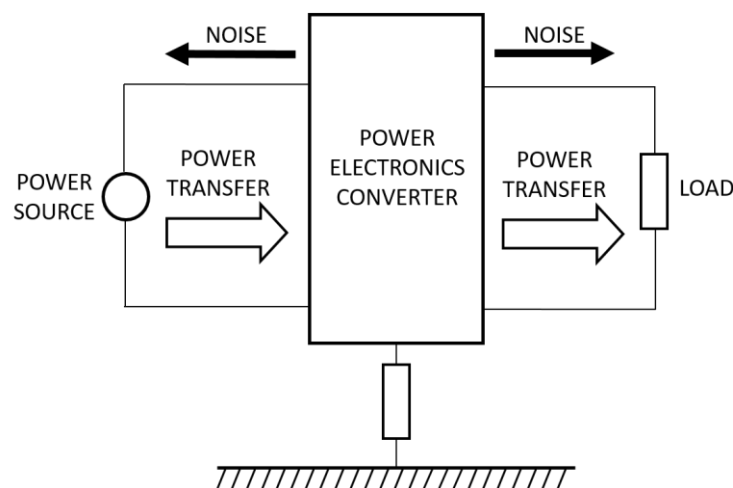 NOISE
NOISE
POWER
ELECTRONICS
CONVERTER
POWER
TRANSFER
POWER
TRANSFER
POWER
SOURCE
LOAD